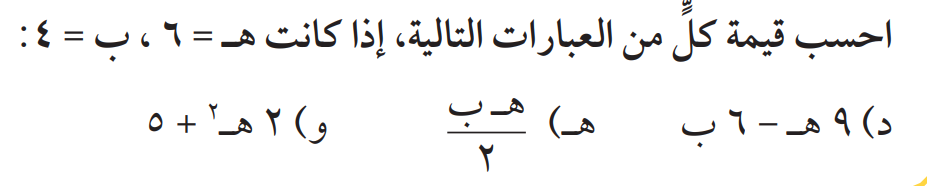 احسب قيمة كلٍّ من العبارات التالية، إذا كانت هـ = ٦ ، ب = ٤ :
د) ٩ هـ – ٦ ب هـ) هـ ب / ٢ و) ٢ هـ² + ٥